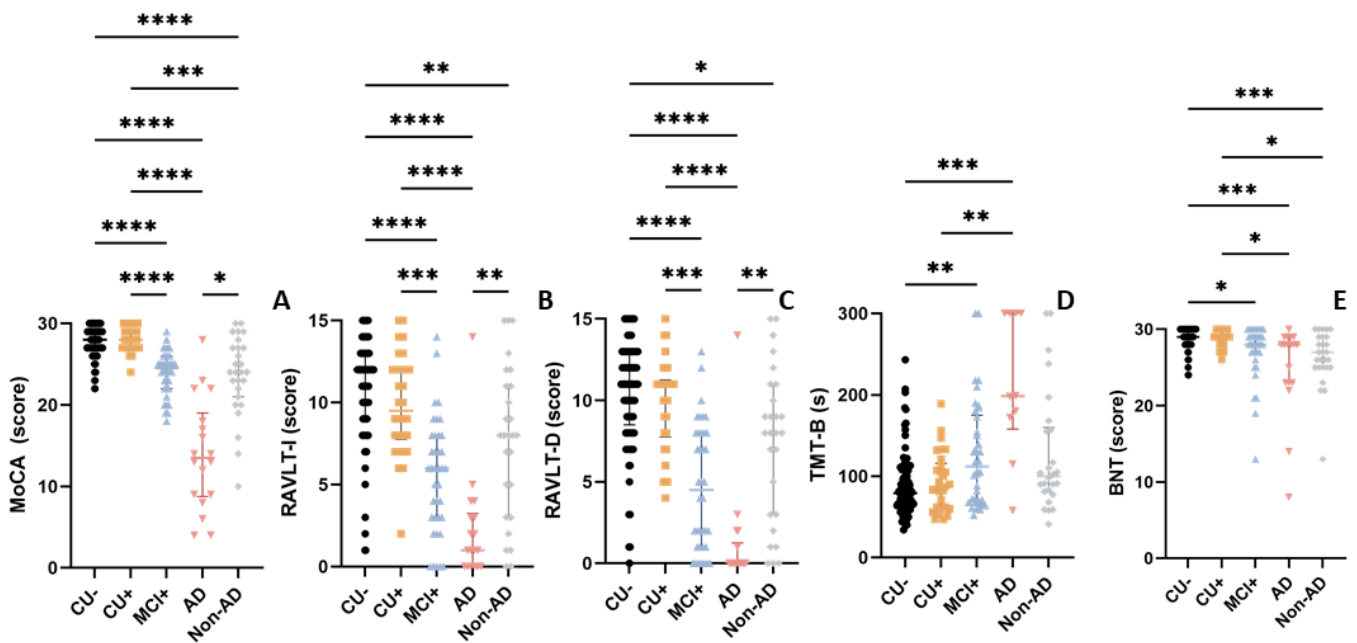 ****
***
****
****
****
****
*
A
MoCA (score)
30
20
10
0
CU-
CU+
MCI+
AD
Non-AD
**
****
****
****
***
**
B
RAVLT-I (score)
15
10
5
0
CU-
CU+
MCI+
AD
Non-AD
*
****
****
****
***
**
C
RAVLT-D (score)
15
10
5
0
CU-
CU+
MCI+
AD
Non-AD
***
**
**
D
TMT-B (s)
300
200
100
0
CU-
CU+
MCI+
AD
Non-AD
***
*
***
*
*
E
BNT (score)
30
20
10
0
CU-
CU+
MCI+
AD
Non-AD